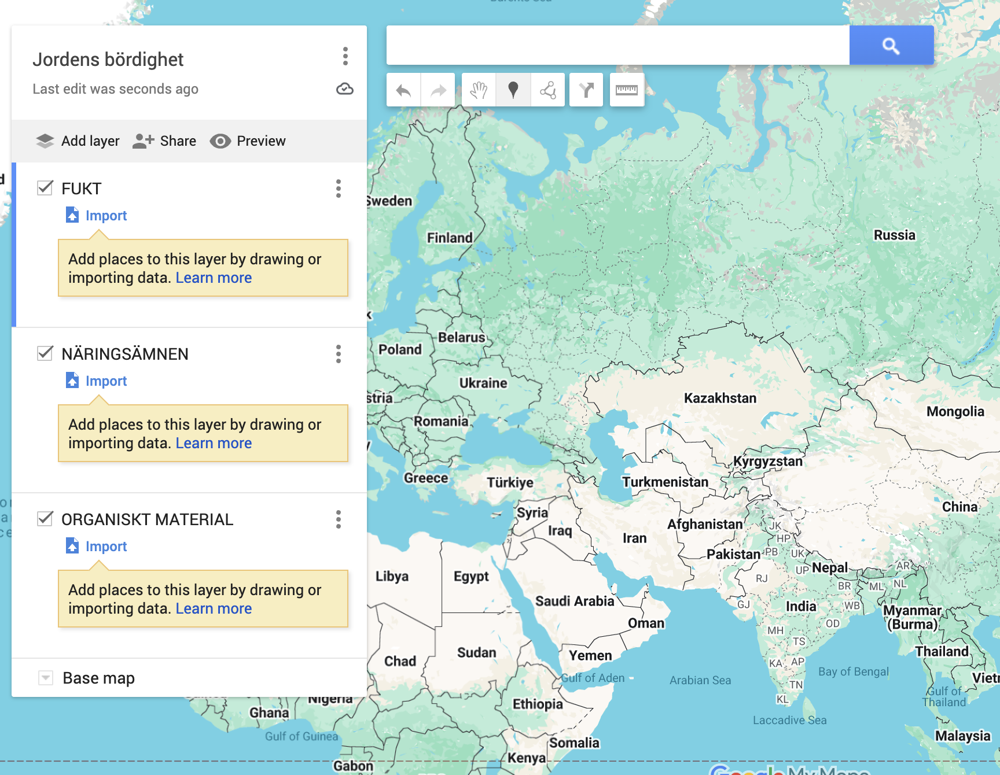 Jordens bördighet
Last edit was seconds ago
Add layer
Share
Preview
FUKT
Import
Add places to this layer by drawing or
importing data. Learn more
NÄRINGSÄMNEN
Import
Add places to this layer by drawing or
importing data. Learn more
ORGANISKT MATERIAL
Import
Add places to this layer by drawing or
importing data. Learn more
Base map
Sweden
Finland
Russia
Belarus
Poland
Ukraine
stria
Kazakhstan
Romania
Mongolia
Kyrgyzstan
Greece
Türkiye
Turkmenistan
China
Syria
Afghanistan
JK
Iraq
Iran
HP
Pakistan
PB
UK
Nepal
AR
UP
Libya
Egypt
RJ
BR
ML
NL
Saudi Arabia
GJ
India
WB
Myanmar
(Burma)
Oman
OD
MH
TS
Chad
Sudan
Yemen
KA
AP
Thailand
Gulf of Aden
Arabian Sea
Bay of Bengal
Vietn
TN
Gulf of
Thailand
KL
Nigeria
Ghana
Ethiopia
Laccadive Sea
Gulf of Guinea
Somalia
Malaysia
Kenya
Gabon
Google My Maps